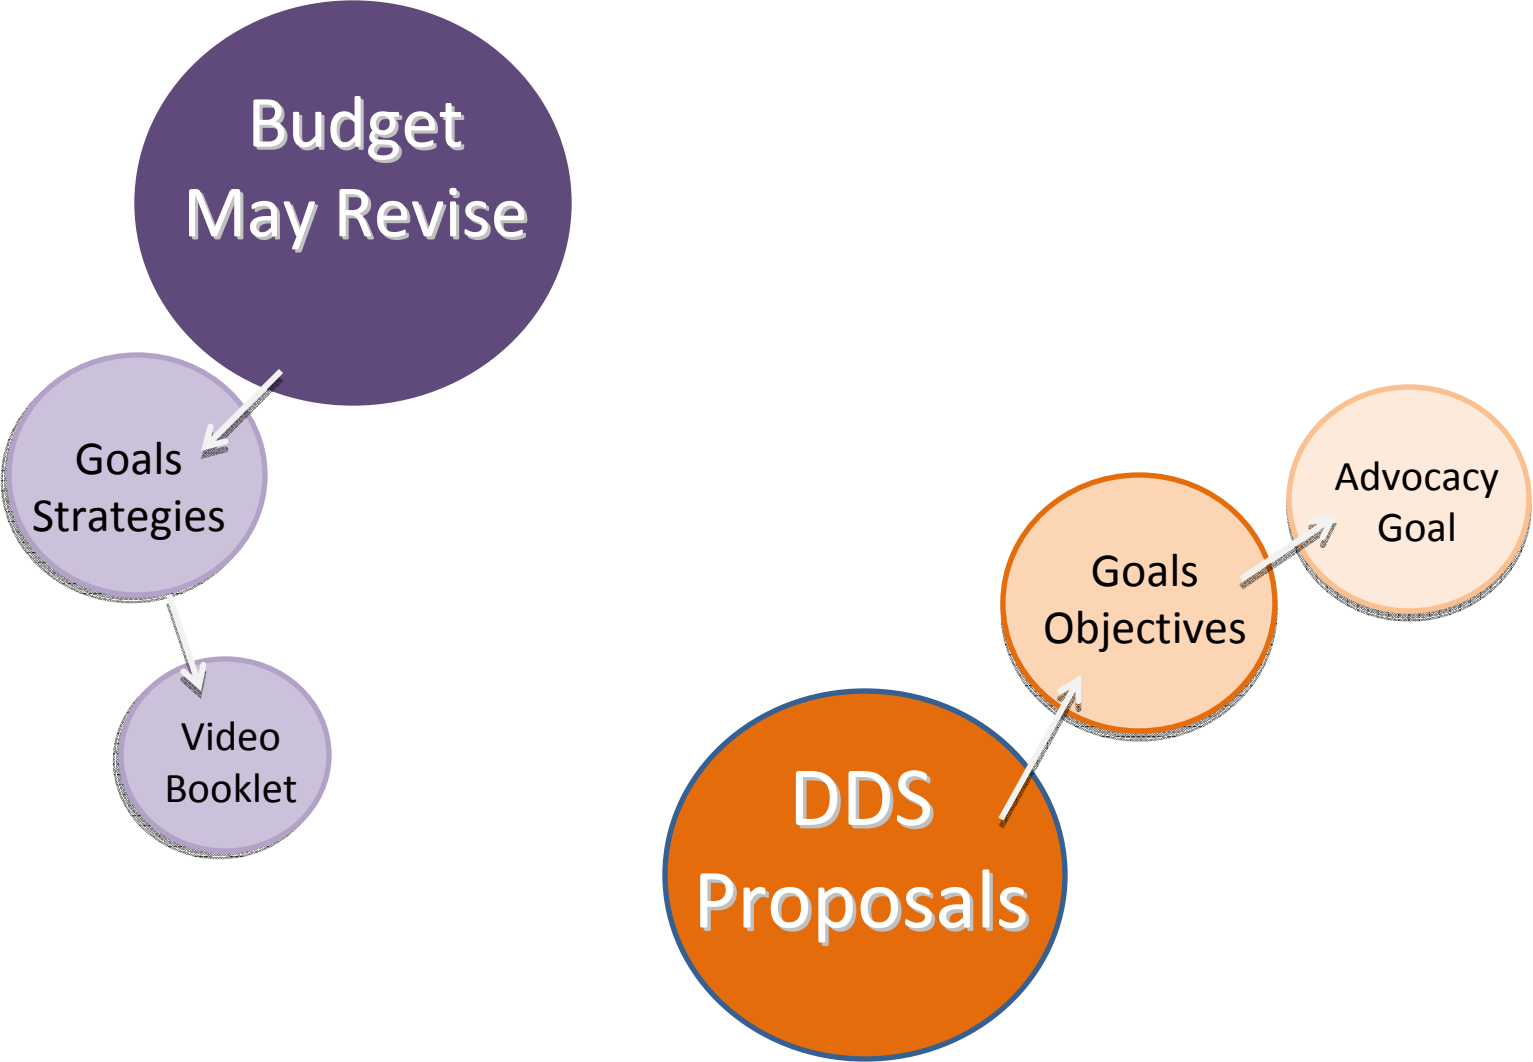 Budget
May Revise
Goals
Strategies
Video
Booklet
DDS
Proposals
Goals
Objectives
Advocacy
Goal